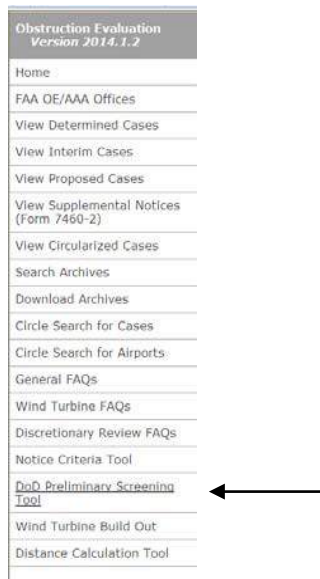 Obstruction Evaluation
Version 2014.1.2
Home
FAA OE/AAA Offices
View Determined Cases
View Interim Cases
View Proposed Cases
View Supplemental Notices
(Form 7460-2)
View Circularized Cases
Search Archives
Download Archives
Circle Search for Cases
Circle Search for Airports
General FAQs
Wind Turbine FAQs
Discretionary Review FAQs
Notice Criteria Tool
DoD Preliminary Screening
Tool
Wind Turbine Build Out
Distance Calculation Tool